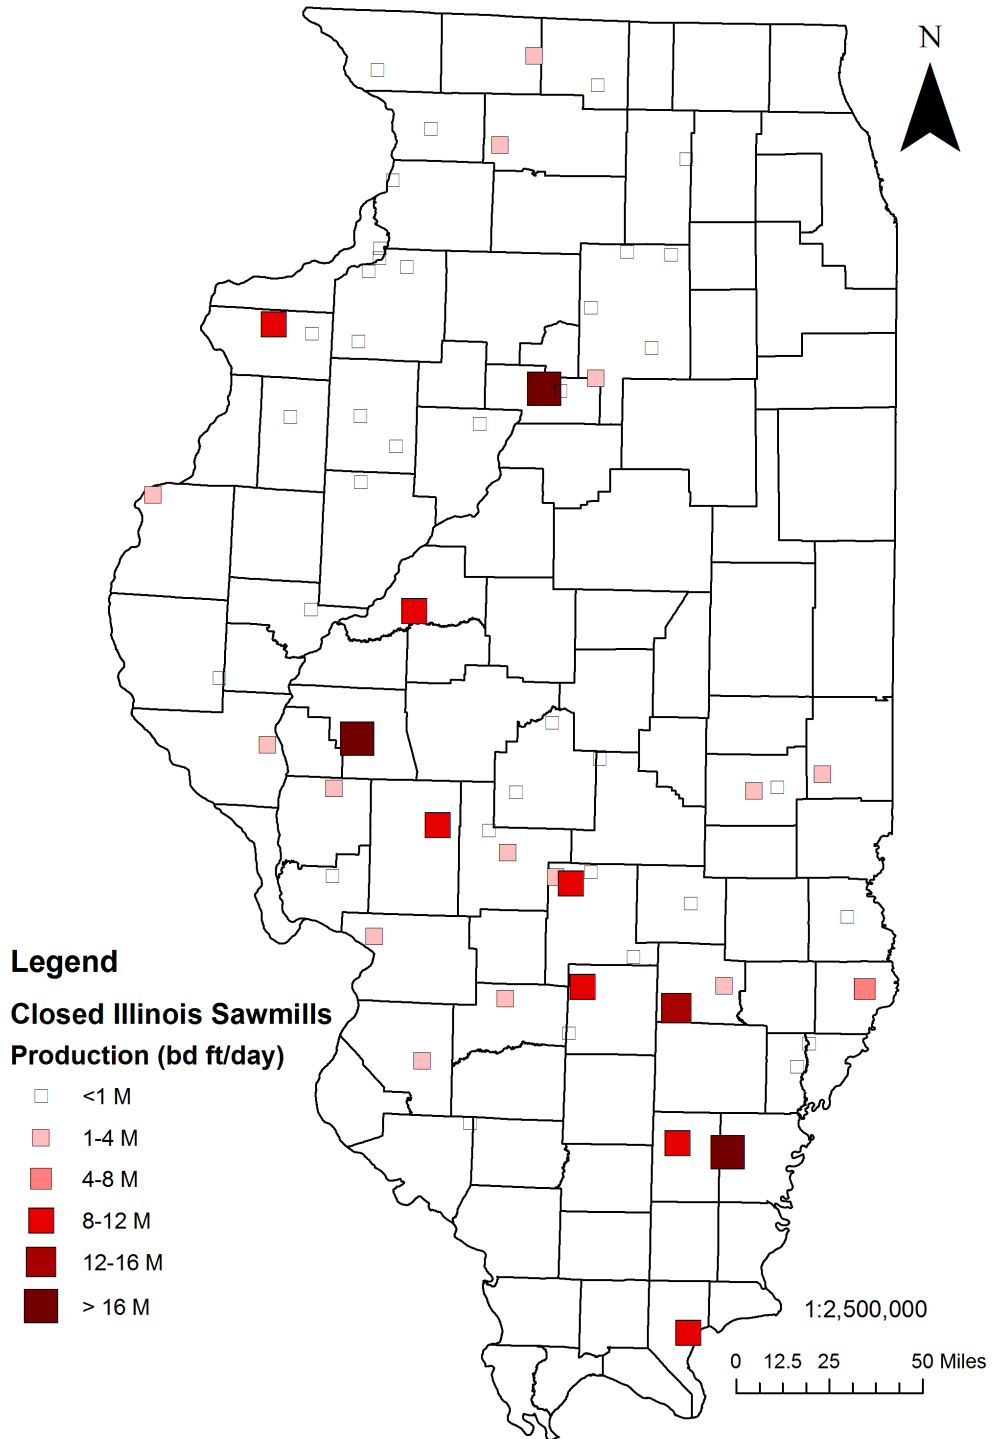 N
Legend
Closed Illinois Sawmills
Production (bd ft/day)
<1 M
1-4 M
4-8 M
8-12 M
12-16 M
> 16 M
1:2,500,000
0 12.5 25 50 Miles